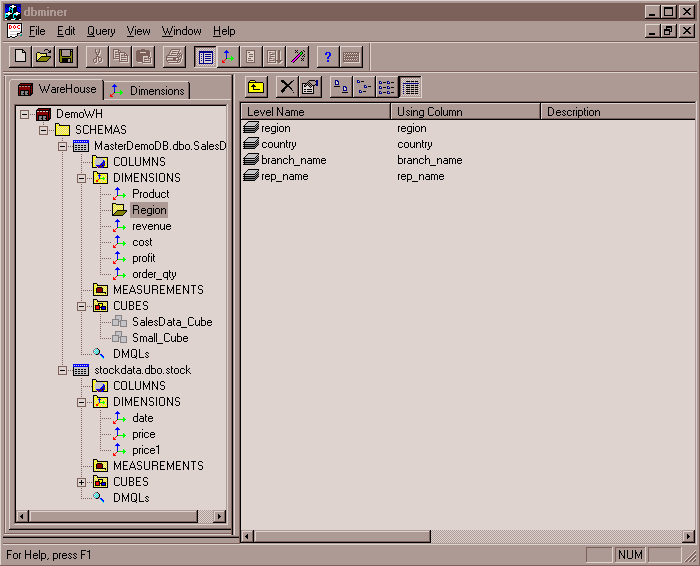 dbminer
File Edit Query View Window Help
WareHouse Dimensions
DemoWH
SCHEMAS
MasterDemoDB.dbo.SalesD
COLUMNS
DIMENSIONS
Product
Region
revenue
cost
profit
order_qty
MEASUREMENTS
CUBES
SalesData_Cube
Small_Cube
DMQLs
stockdata.dbo.stock
COLUMNS
DIMENSIONS
date
price
price1
MEASUREMENTS
CUBES
DMQLs
Level Name Using Column Description
region region
country country
branch_name branch_name
rep_name rep_name
For Help, press F1 NUM